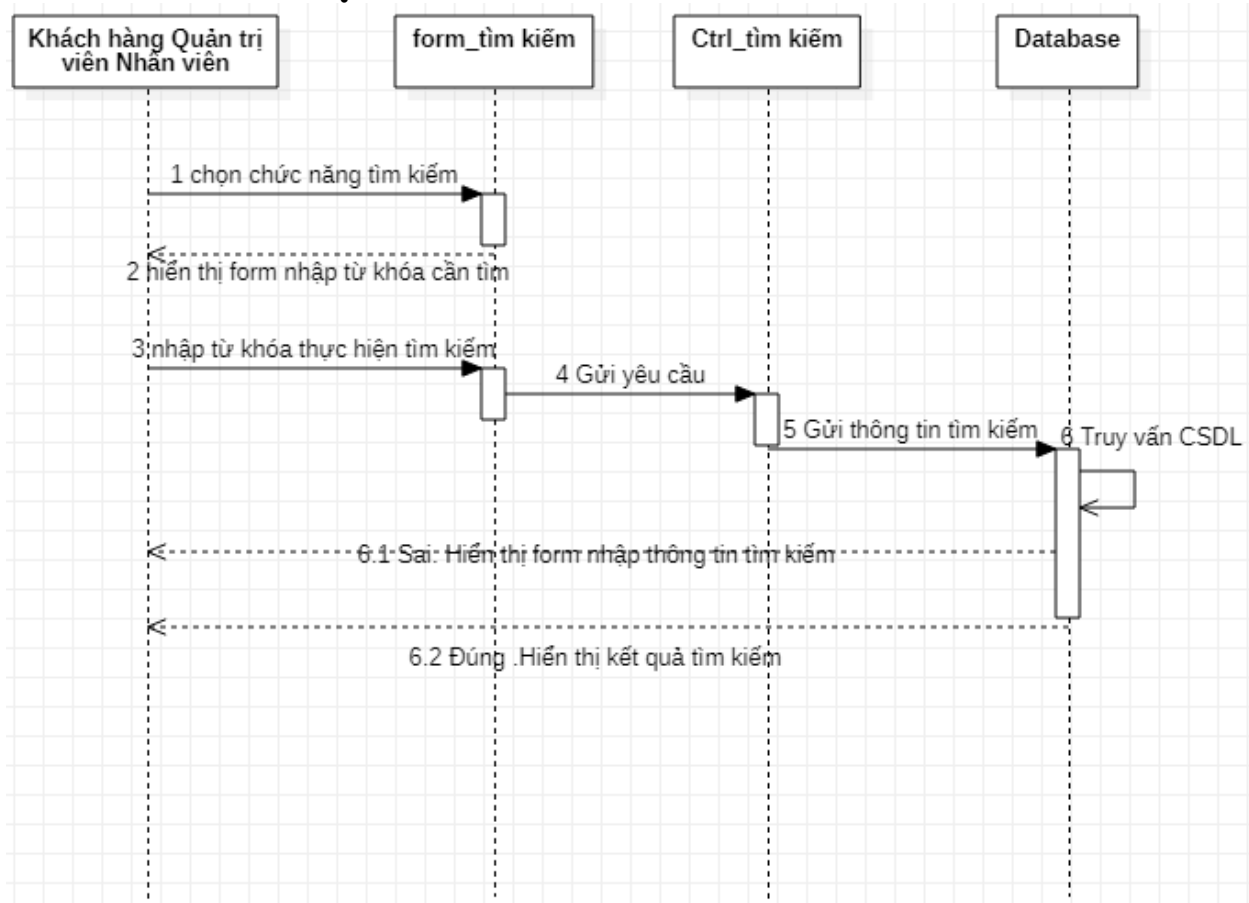 Khách hàng Quản trị
viên Nhân viên
form_tìm kiếm
Ctrl_tìm kiếm
Database
1 chọn chức năng tìm kiếm
2 hiển thị form nhập từ khóa cần tìm
3 nhập từ khóa thực hiện tìm kiếm
4 Gửi yêu cầu
5 Gửi thông tin tìm kiếm
6 Truy vấn CSDL
6.1 Sai. Hiển thị form nhập thông tin tìm kiếm
6.2 Đúng .Hiển thị kết quả tìm kiếm